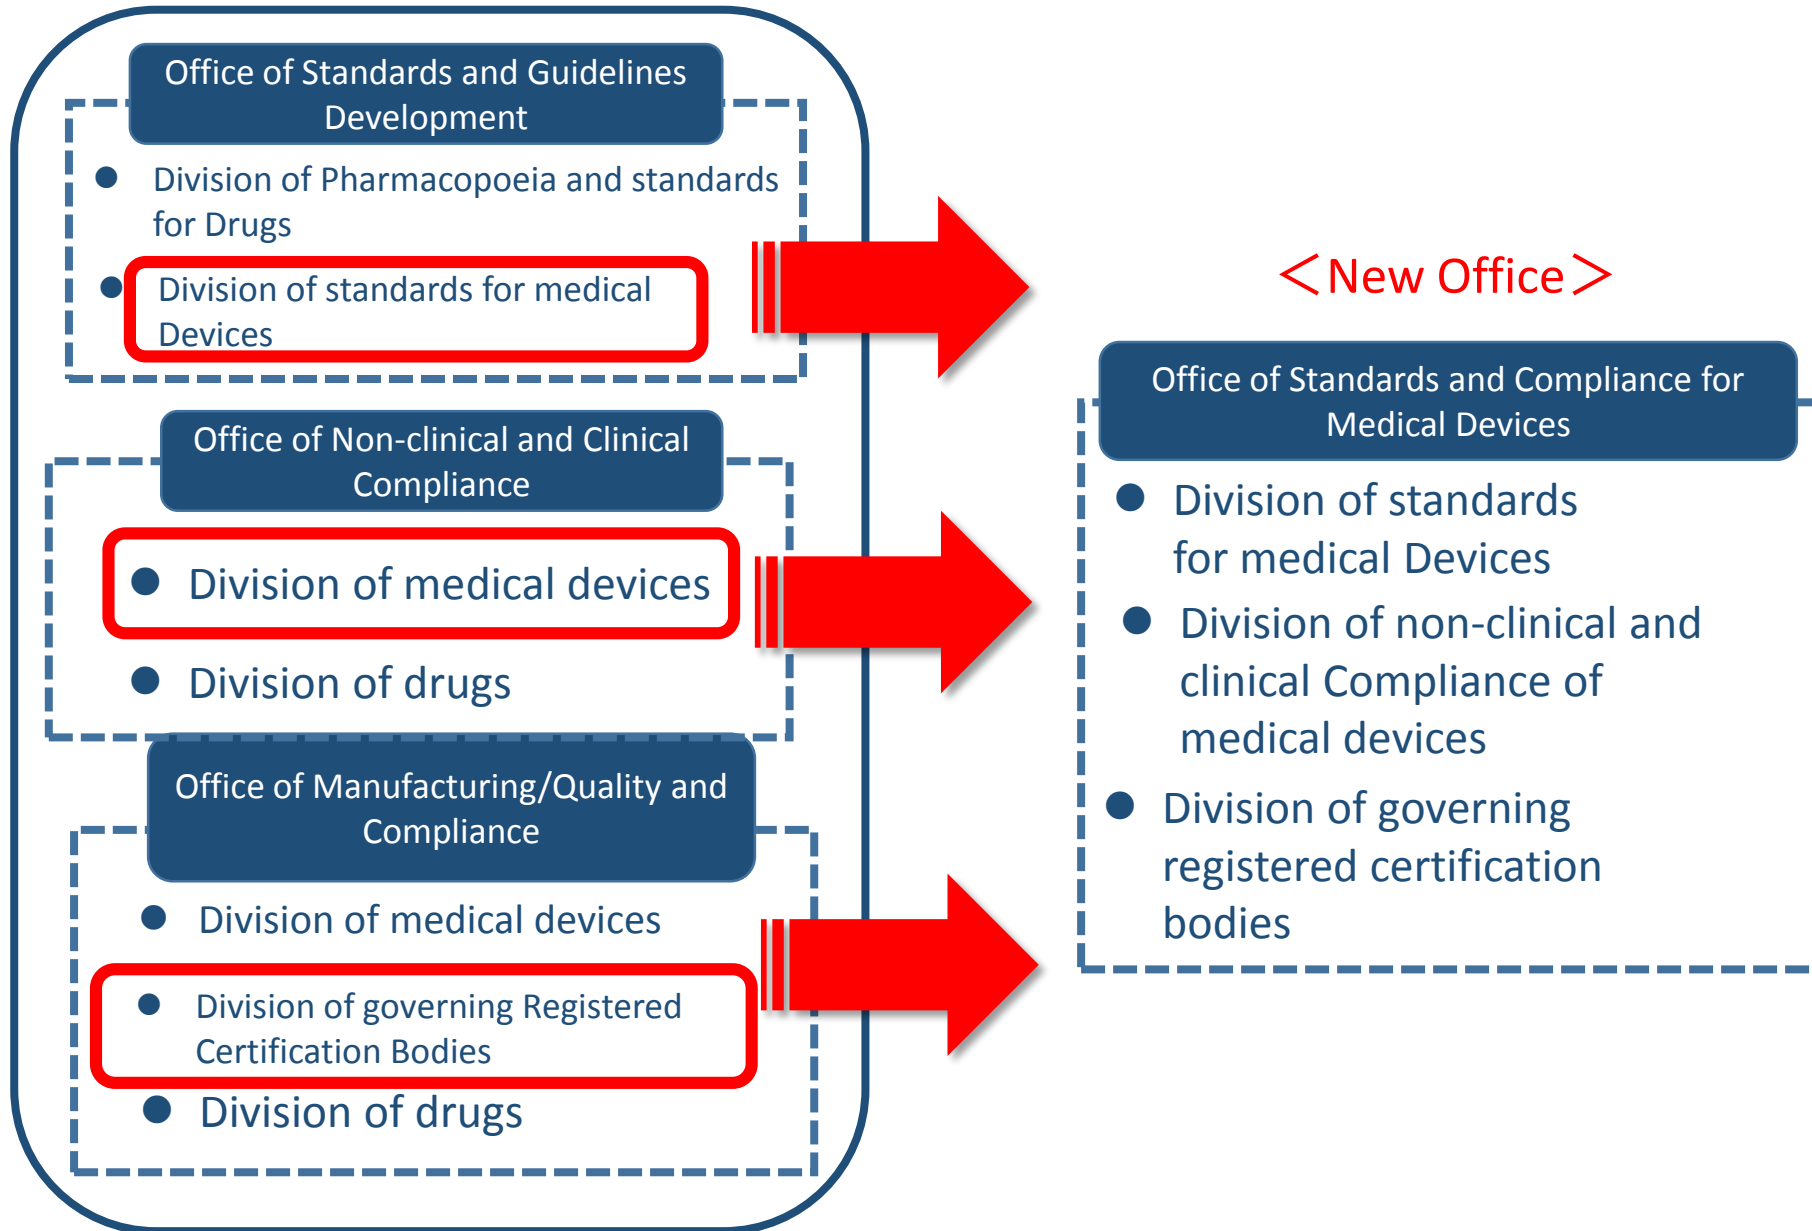 Office of Standards and Guidelines
Development
● Division of Pharmacopoeia and standards
for Drugs
● Division of standards for medical
Devices
Office of Non-clinical and Clinical
Compliance
● Division of medical devices
● Division of drugs
Office of Manufacturing/Quality and
Compliance
● Division of medical devices
● Division of governing Registered
Certification Bodies
● Division of drugs
＜New Office＞
Office of Standards and Compliance for
Medical Devices
● Division of standards
for medical Devices
● Division of non-clinical and
clinical Compliance of
medical devices
● Division of governing
registered certification
bodies